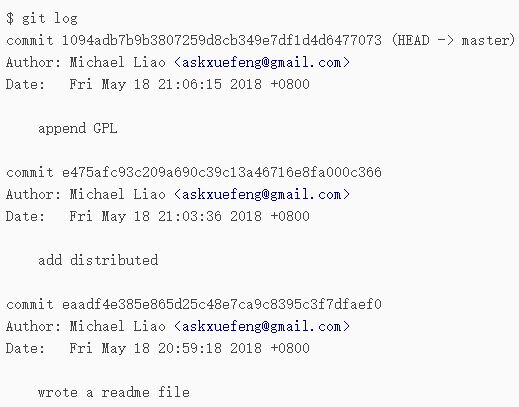 $ git log
commit 1094adb7b9b3807259d8cb349e7df1d4d6477073 (HEAD -> master)
Author: Michael Liao <askxuefeng@gmail.com>
Date:   Fri May 18 21:06:15 2018 +0800
    append GPL
commit e475afc93c209a690c39c13a46716e8fa000c366
Author: Michael Liao <askxuefeng@gmail.com>
Date:   Fri May 18 21:03:36 2018 +0800
    add distributed
commit eaadf4e385e865d25c48e7ca9c8395c3f7dfaef0
Author: Michael Liao <askxuefeng@gmail.com>
Date:   Fri May 18 20:59:18 2018 +0800
    wrote a readme file